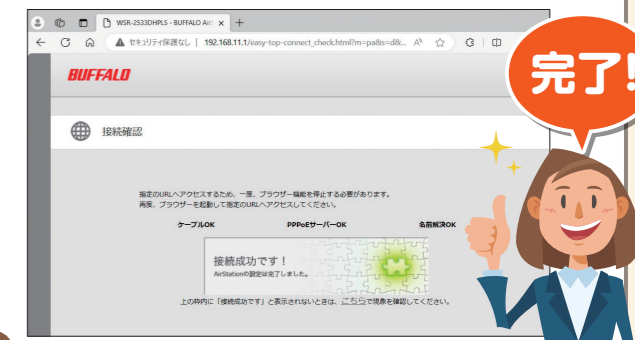 WSR-2533DHPLS - BUFFALO Air
セキュリティ保護なし | 192.168.11.1/easy-top-connect_check.html?m=pa&s=d&...
BUFFALO
完了!
接続確認
指定のURLへアクセスするため、一度、ブラウザー機能を停止する必要があります。
再度、ブラウザーを起動して指定のURLへアクセスしてください。
ケーブルOK PPPoEサーバーOK 名前解決OK
接続成功です!
AirStationの設定は完了しました。
上の枠内に「接続成功です」と表示されないときは、こちらで現象を確認してください。